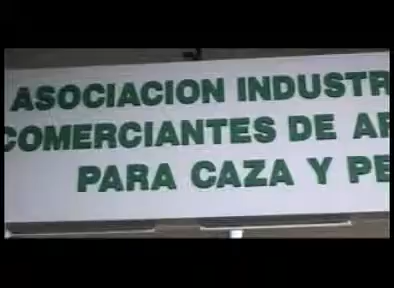 ASOCIACION INDUSTR
COMERCIANTES DE AR
PARA CAZA Y PE